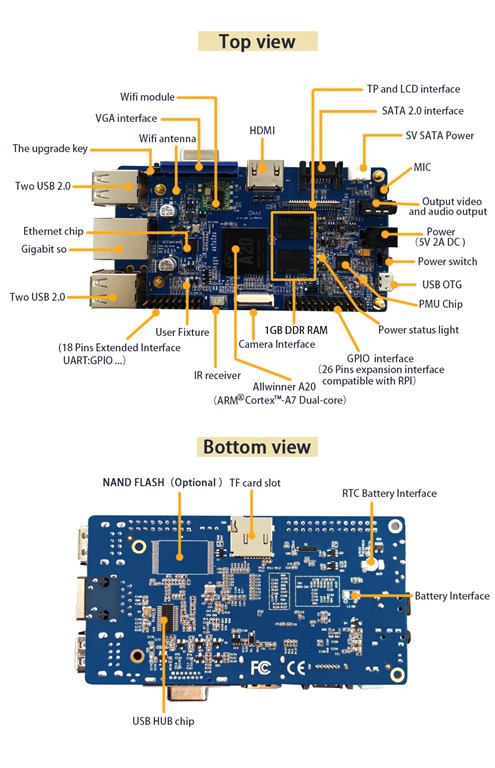 Top view
TP and LCD interface
Wifi module
SATA 2.0 interface
VGA interface
HDMI
Wifi antenna
SV SATA Power
The upgrade key
MIC
Two USB 2.0
Output video
and audio output
Ethernet chip
Power
(5V 2A DC )
Gigabit so
A20
Power switch
USB OTG
Two USB 2.0
PMU Chip
User Fixture
1GB DDR RAM
Power status light
(18 Pins Extended Interface
UART:GPIO ...)
Camera Interface
GPIO interface
(26 Pins expansion interface
compatible with RPI)
IR receiver
Allwinner A20
(ARM®Cortex™-A7 Dual-core)
Bottom view
NAND FLASH (Optional )
TF card slot
RTC Battery Interface
Battery Interface
FC CE
USB HUB chip